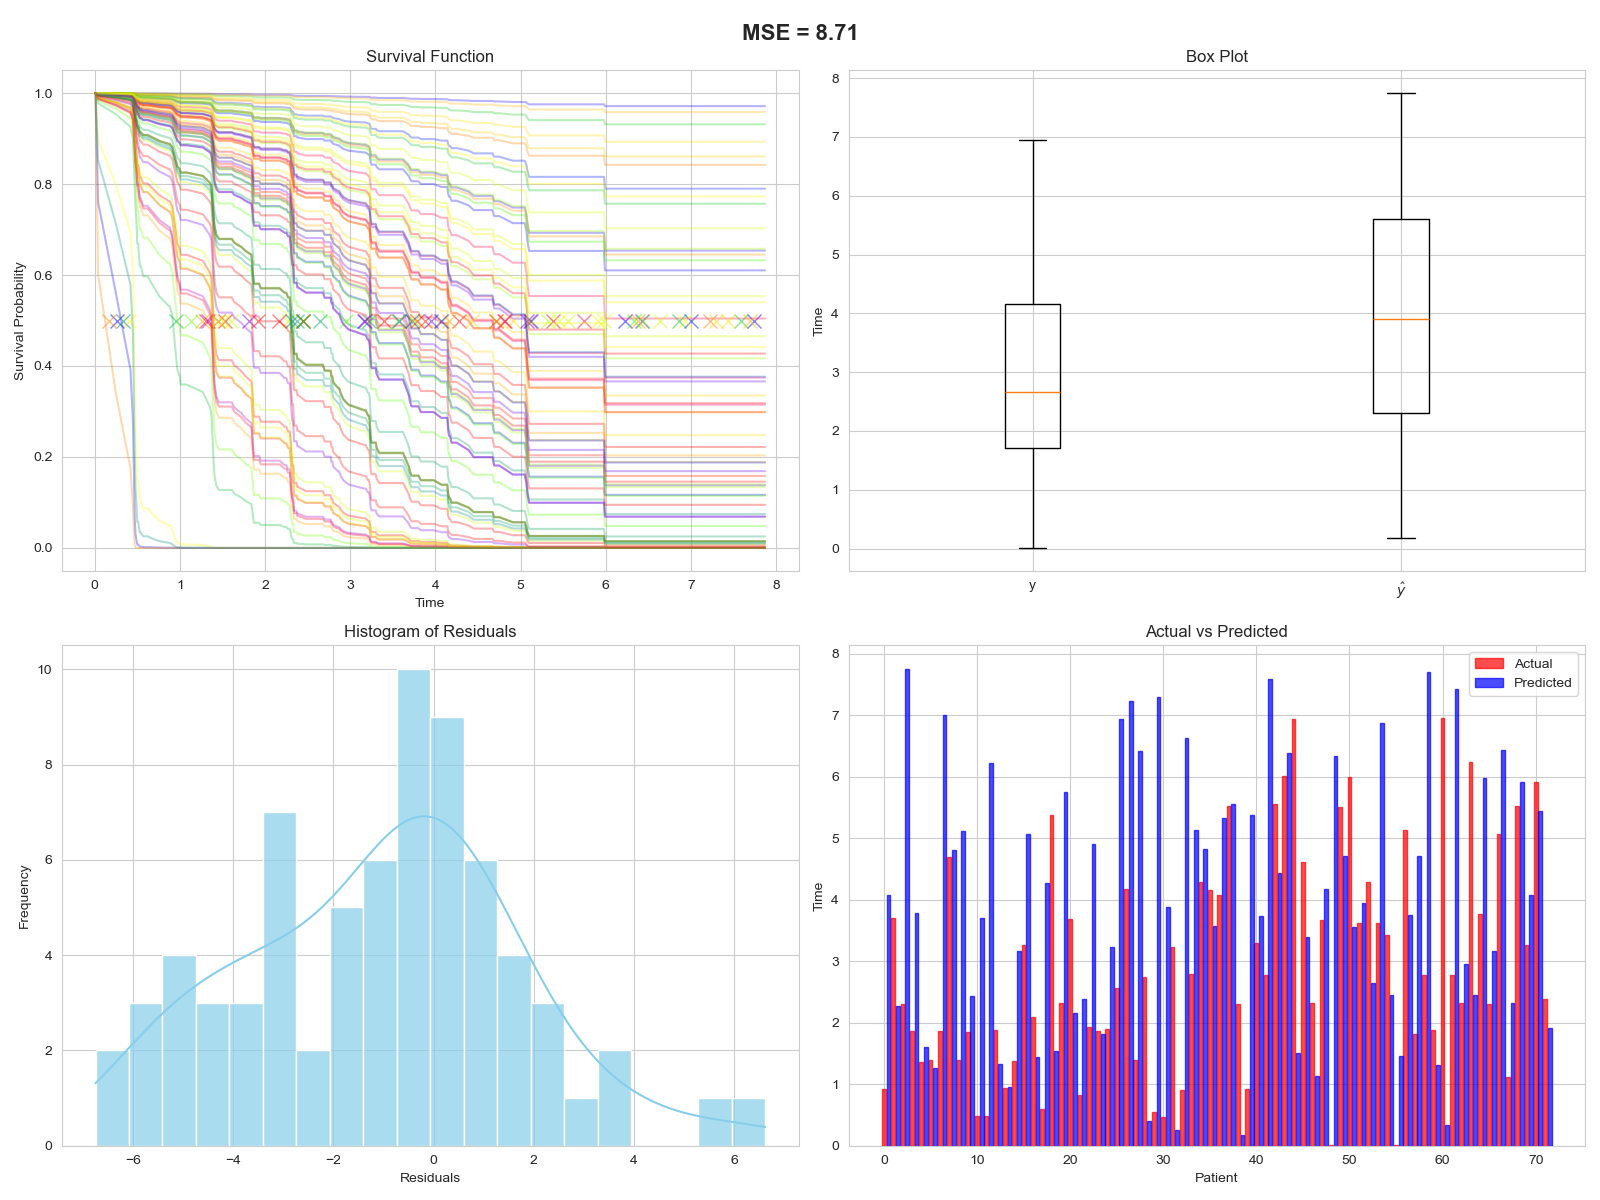 MSE = 8.71
Survival Function
Survival Probability
1.0
0.8
0.6
0.4
0.2
0.0
0 1 2 3 4 5 6 7 8
Time
Box Plot
Time
8
7
6
5
4
3
2
1
0
y ŷ
Histogram of Residuals
Frequency
10
8
6
4
2
0
−6 −4 −2 0 2 4 6
Residuals
Actual vs Predicted
Actual
Predicted
Time
8
7
6
5
4
3
2
1
0
0 10 20 30 40 50 60 70
Patient